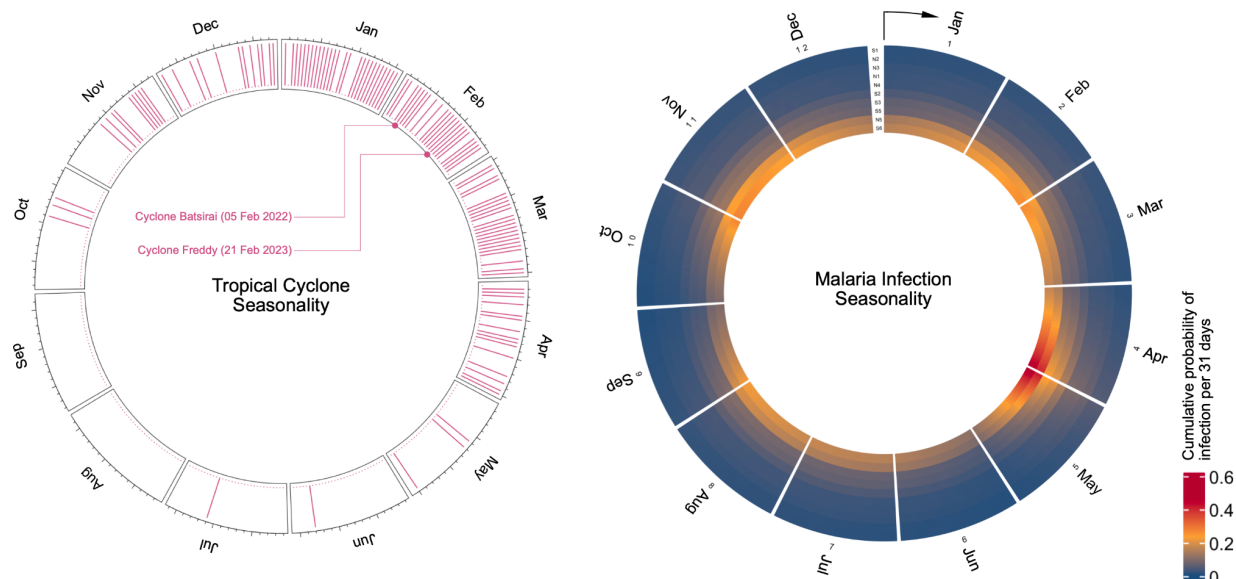 Dec
Jan
Nov
Feb
Oct
Mar
Sep
Apr
Aug
May
Jul
Jun
Cyclone Batsirai (05 Feb 2022)
Cyclone Freddy (21 Feb 2023)
Tropical Cyclone
Seasonality
Jan
1
Feb
2
Mar
3
Apr
4
May
5
Jun
6
Jul
7
Aug
8
Sep
9
Oct
10
Nov
11
Dec
12
S1
N2
N3
N1
N4
S2
S3
S5
N5
S6
Malaria Infection
Seasonality
Cumulative probability of
infection per 31 days
0.6
0.4
0.2
0